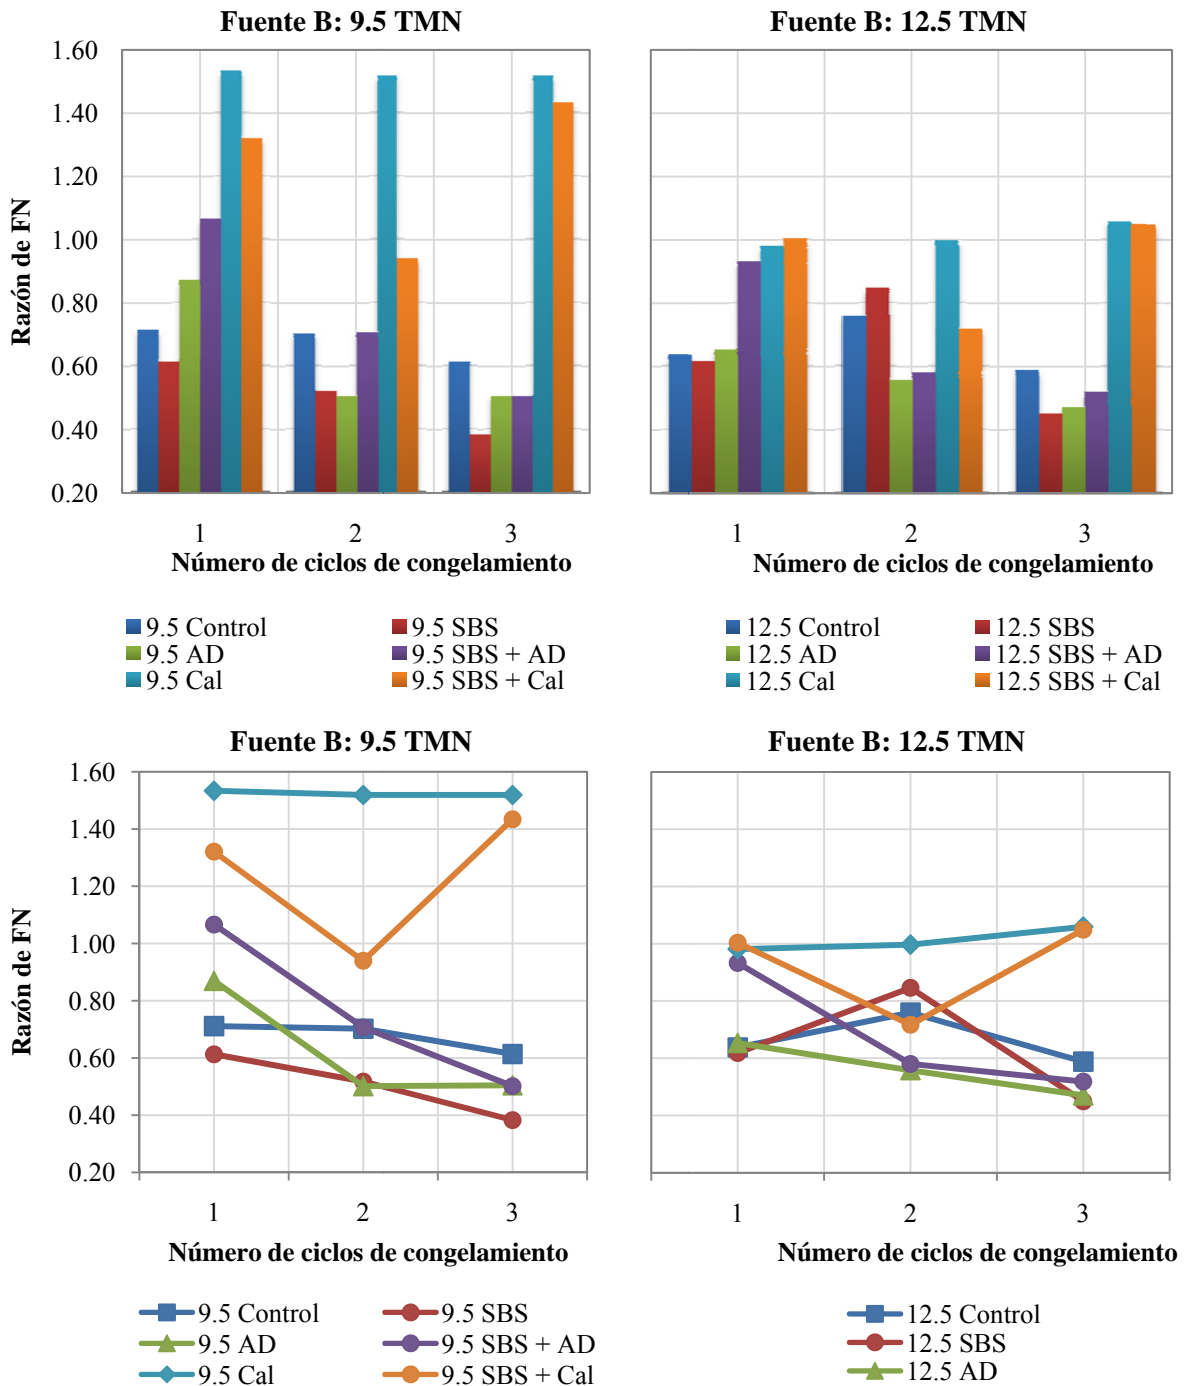 Fuente B: 9.5 TMN
1.60
1.40
1.20
1.00
0.80
0.60
0.40
0.20
Razón de FN
1 2 3
Número de ciclos de congelamiento
9.5 Control 9.5 SBS
9.5 AD 9.5 SBS + AD
9.5 Cal 9.5 SBS + Cal
Fuente B: 12.5 TMN
1 2 3
Número de ciclos de congelamiento
12.5 Control 12.5 SBS
12.5 AD 12.5 SBS + AD
12.5 Cal 12.5 SBS + Cal
Fuente B: 9.5 TMN
1.60
1.40
1.20
1.00
0.80
0.60
0.40
0.20
Razón de FN
1 2 3
Número de ciclos de congelamiento
9.5 Control 9.5 SBS
9.5 AD 9.5 SBS + AD
9.5 Cal 9.5 SBS + Cal
Fuente B: 12.5 TMN
1 2 3
Número de ciclos de congelamiento
12.5 Control
12.5 SBS
12.5 AD